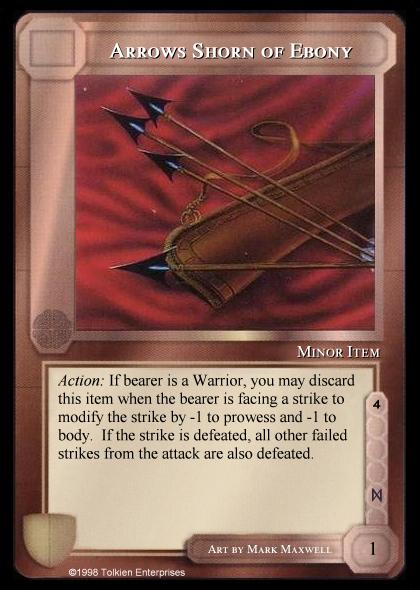 Arrows Shorn of Ebony
Minor Item
Action: If bearer is a Warrior, you may discard
this item when the bearer is facing a strike to
modify the strike by -1 to prowess and -1 to
body. If the strike is defeated, all other failed
strikes from the attack are also defeated.
4
ᛞ
Art by Mark Maxwell
1
©1998 Tolkien Enterprises